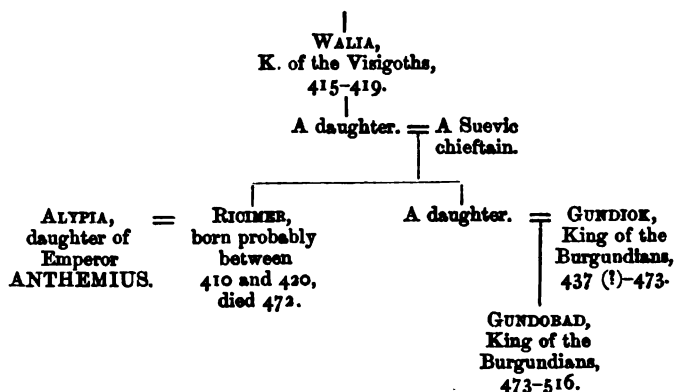 WALIA,
K. of the Visigoths,
415–419.
A daughter. = A Suevic
chieftain.
ALYPIA,
daughter of
Emperor
ANTHEMIUS.
=
RICIMER,
born probably
between
410 and 420,
died 472.
A daughter.
=
GUNDIOK,
King of the
Burgundians,
437 (?)–473.
GUNDOBAD,
King of the
Burgundians,
473–516.